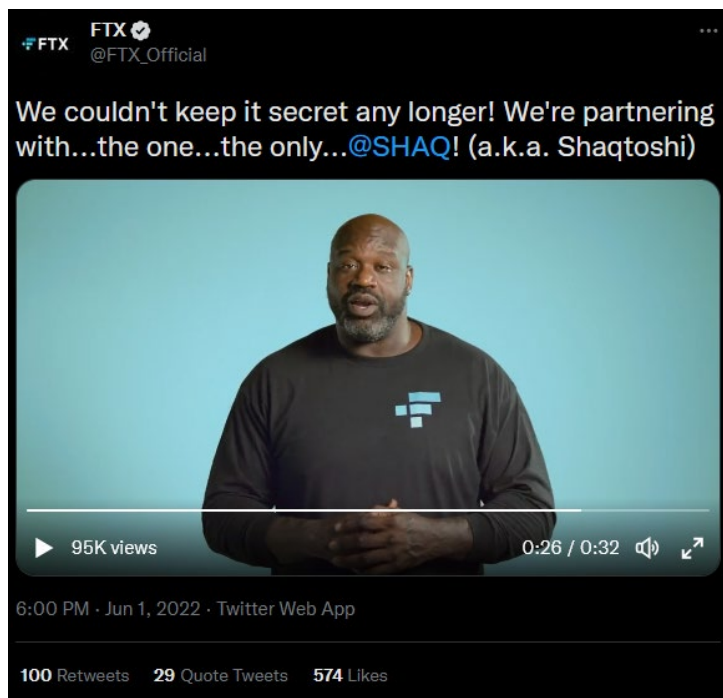 FTX
FTX
@FTX_Official
We couldn't keep it secret any longer! We're partnering
with...the one...the only...@SHAQ! (a.k.a. Shaqtoshi)
95K views
0:26 / 0:32
6:00 PM · Jun 1, 2022 · Twitter Web App
100 Retweets 29 Quote Tweets 574 Likes